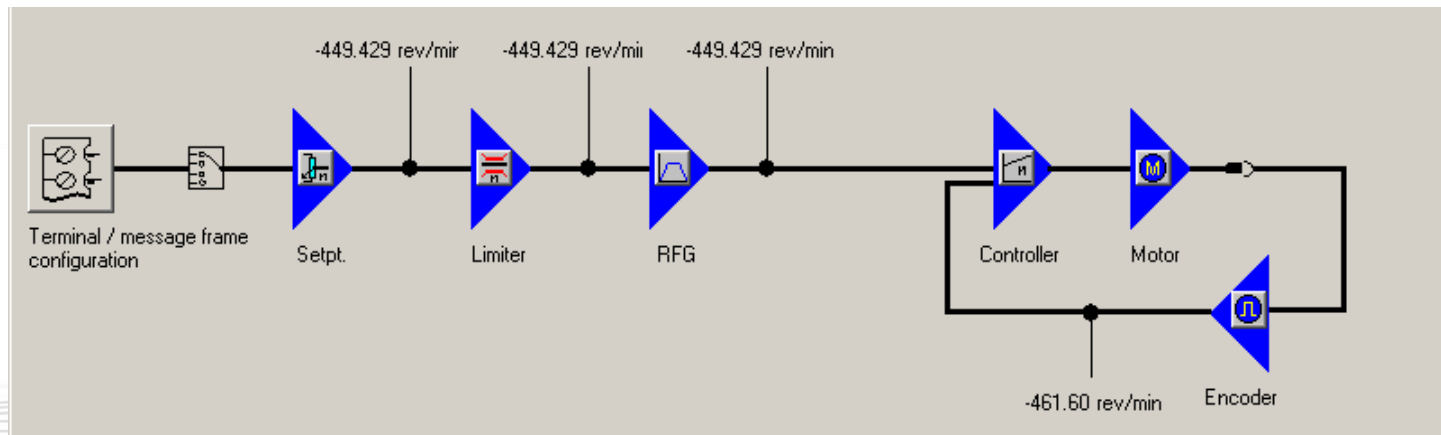 -449.429 rev/mir
-449.429 rev/mii
-449.429 rev/min
n
n
n
M
Terminal / message frame
configuration
Setpt.
Limiter
RFG
Controller
Motor
-461.60 rev/min
Encoder